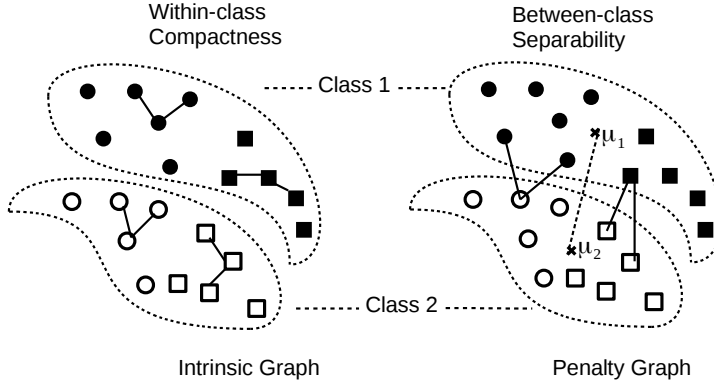 Within-class
Compactness
Between-class
Separability
Class 1
μ1
μ2
Class 2
Intrinsic Graph
Penalty Graph